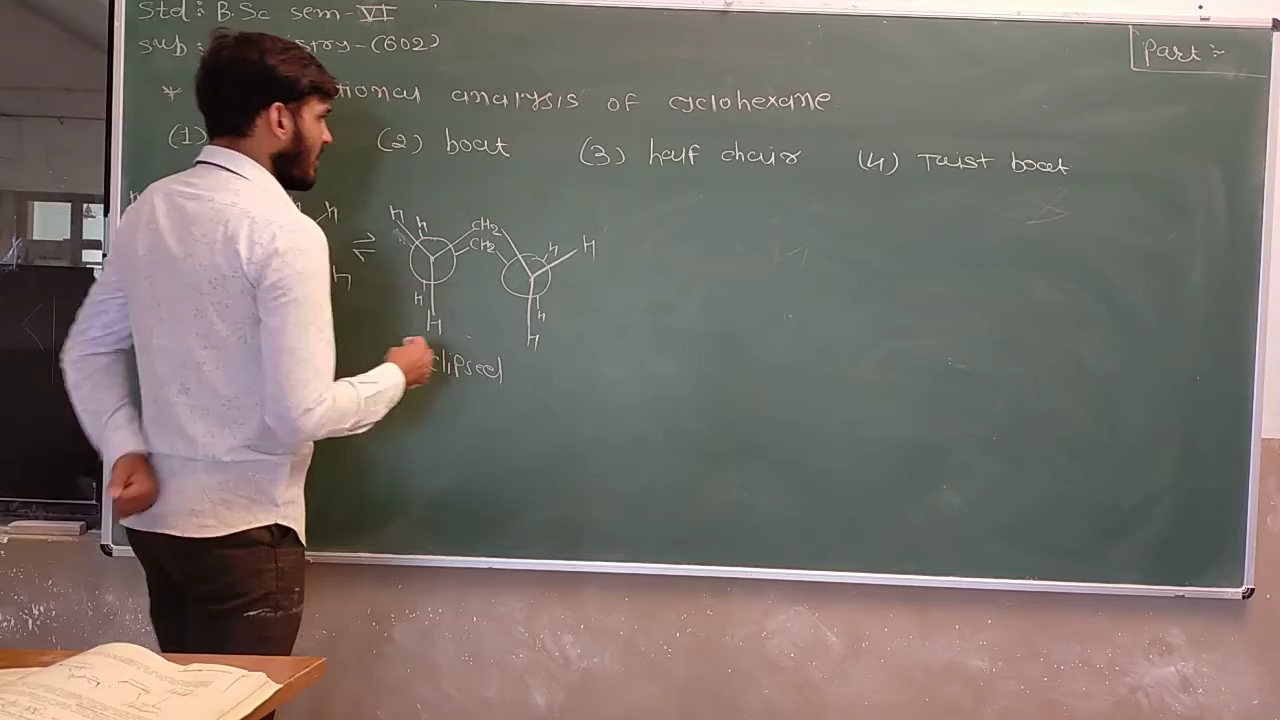 Std : B.Sc sem-VI
sub :
Part :-
* analysis of cyclohexane
(1) (2) boat (3) half chair (4) Twist boat
H H ⇌ H H CH2 H H
H CH2
H H
H H